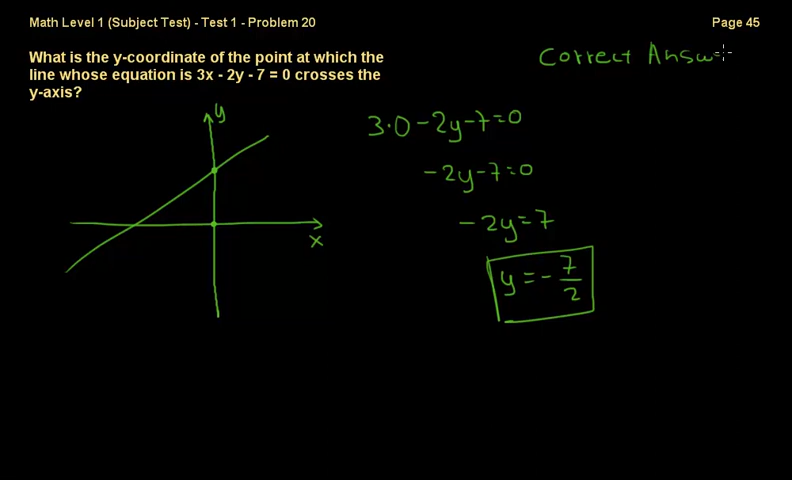 Math Level 1 (Subject Test) - Test 1 - Problem 20
Page 45
What is the y-coordinate of the point at which the
line whose equation is 3x - 2y - 7 = 0 crosses the
y-axis?
Correct Answ
y
x
3·0-2y-7=0
-2y-7=0
-2y=7
y=-7/2